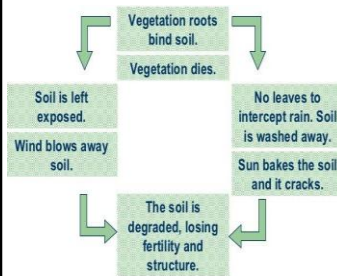 Vegetation roots
bind soil.
Vegetation dies.
Soil is left
exposed.
Wind blows away
soil.
No leaves to
intercept rain. Soil
is washed away.
Sun bakes the soil
and it cracks.
The soil is
degraded, losing
fertility and
structure.